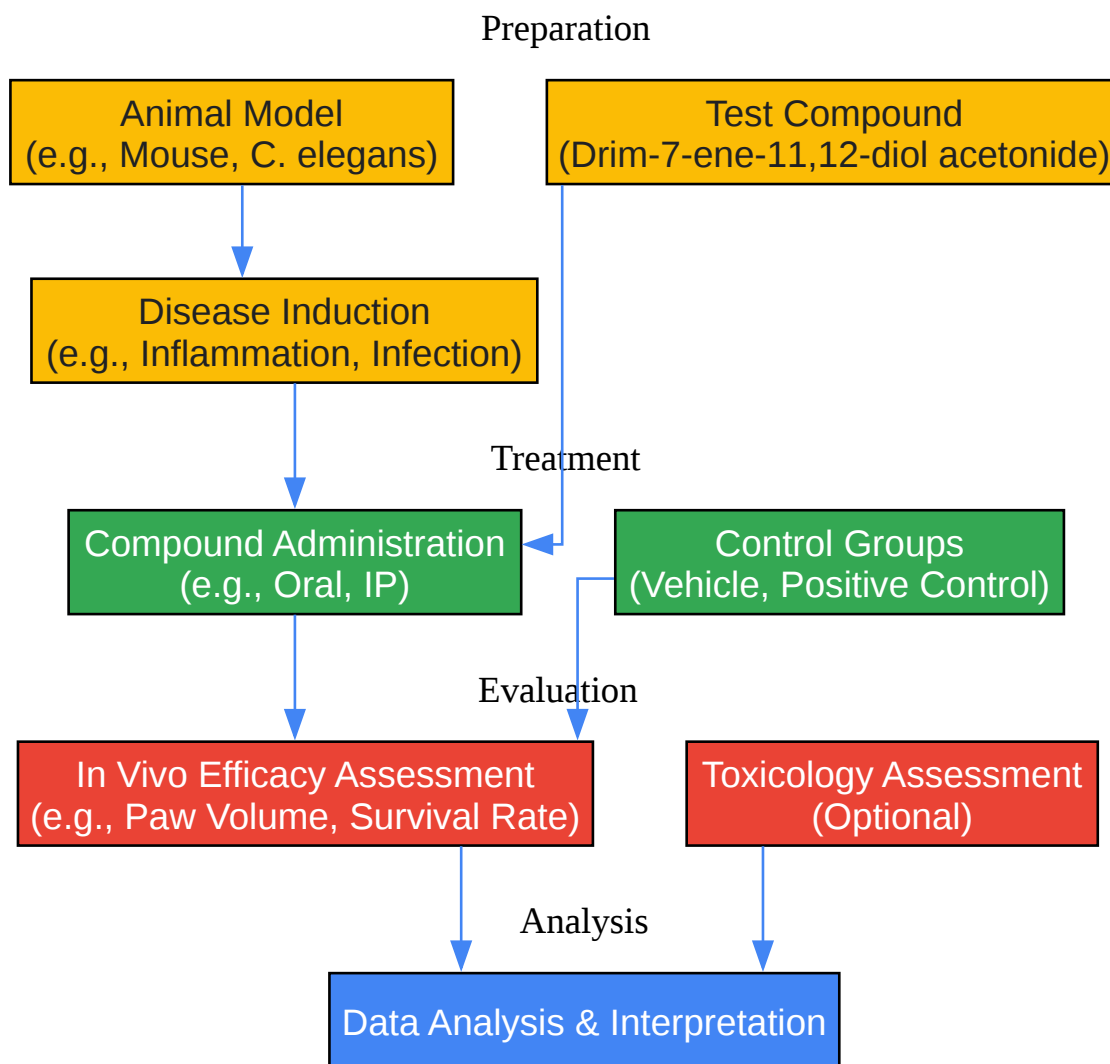 Preparation
Animal Model
(e.g., Mouse, C. elegans)
Test Compound
(Drim-7-ene-11,12-diol acetonide)
Disease Induction
(e.g., Inflammation, Infection)
Treatment
Compound Administration
(e.g., Oral, IP)
Control Groups
(Vehicle, Positive Control)
Evaluation
In Vivo Efficacy Assessment
(e.g., Paw Volume, Survival Rate)
Toxicology Assessment
(Optional)
Analysis
Data Analysis & Interpretation